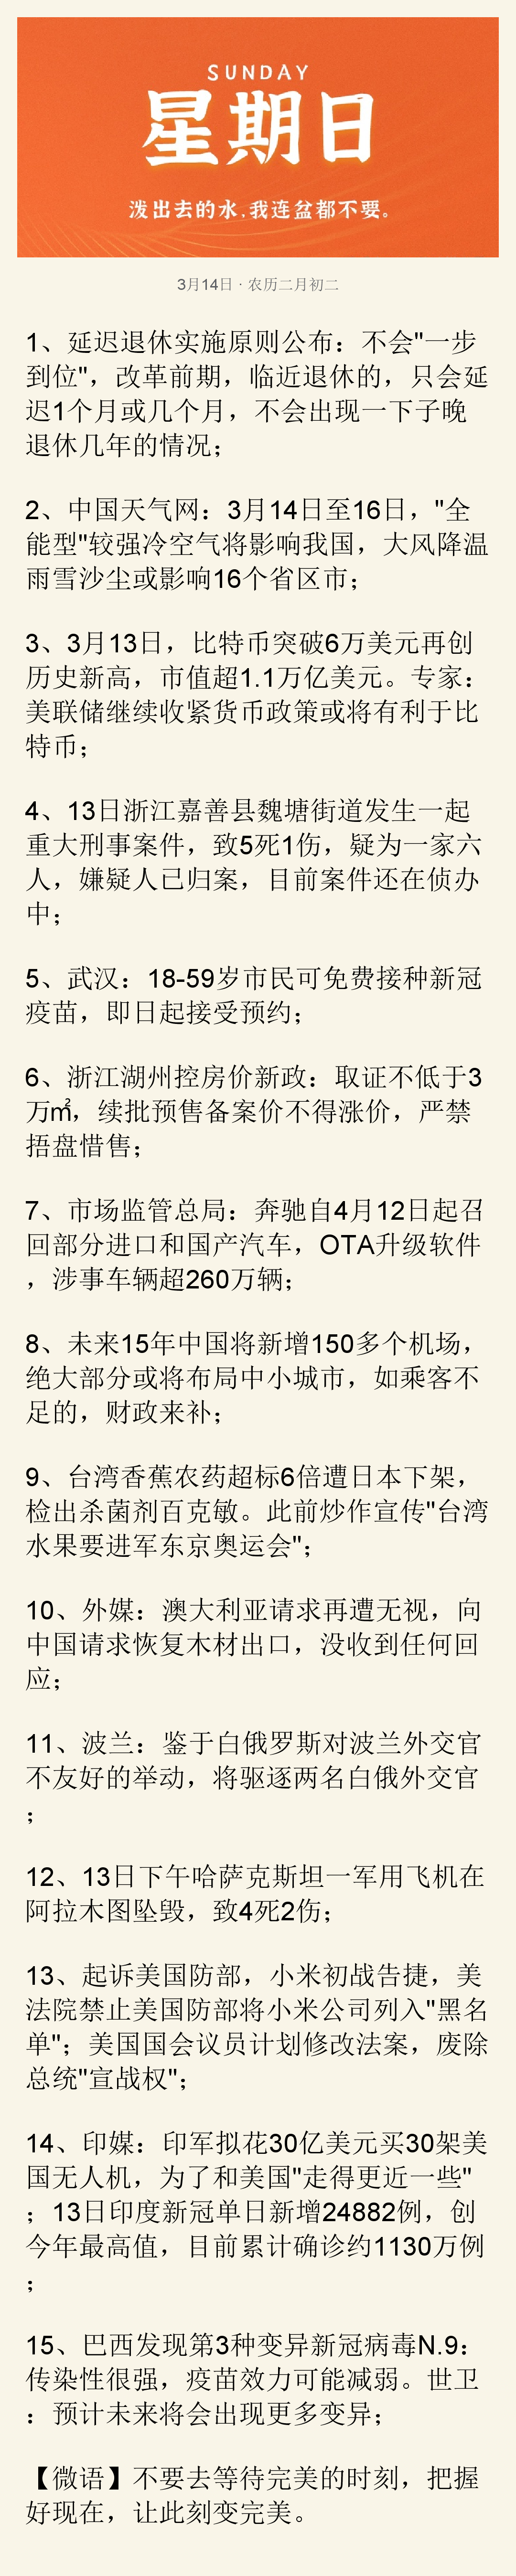 SUNDAY
星期日
泼出去的水,我连盆都不要。
3月14日 · 农历二月初二
1、延迟退休实施原则公布：不会"一步
到位"，改革前期，临近退休的，只会延
迟1个月或几个月，不会出现一下子晚
退休几年的情况；
2、中国天气网：3月14日至16日，"全
能型"较强冷空气将影响我国，大风降温
雨雪沙尘或影响16个省区市；
3、3月13日，比特币突破6万美元再创
历史新高，市值超1.1万亿美元。专家：
美联储继续收紧货币政策或将有利于比
特币；
4、13日浙江嘉善县魏塘街道发生一起
重大刑事案件，致5死1伤，疑为一家六
人，嫌疑人已归案，目前案件还在侦办
中；
5、武汉：18-59岁市民可免费接种新冠
疫苗，即日起接受预约；
6、浙江湖州控房价新政：取证不低于3
万㎡，续批预售备案价不得涨价，严禁
捂盘惜售；
7、市场监管总局：奔驰自4月12日起召
回部分进口和国产汽车，OTA升级软件
，涉事车辆超260万辆；
8、未来15年中国将新增150多个机场，
绝大部分或将布局中小城市，如乘客不
足的，财政来补；
9、台湾香蕉农药超标6倍遭日本下架，
检出杀菌剂百克敏。此前炒作宣传"台湾
水果要进军东京奥运会"；
10、外媒：澳大利亚请求再遭无视，向
中国请求恢复木材出口，没收到任何回
应；
11、波兰：鉴于白俄罗斯对波兰外交官
不友好的举动，将驱逐两名白俄外交官
；
12、13日下午哈萨克斯坦一军用飞机在
阿拉木图坠毁，致4死2伤；
13、起诉美国防部，小米初战告捷，美
法院禁止美国防部将小米公司列入"黑名
单"；美国国会议员计划修改法案，废除
总统"宣战权"；
14、印媒：印军拟花30亿美元买30架美
国无人机，为了和美国"走得更近一些"
；13日印度新冠单日新增24882例，创
今年最高值，目前累计确诊约1130万例
；
15、巴西发现第3种变异新冠病毒N.9：
传染性很强，疫苗效力可能减弱。世卫
：预计未来将会出现更多变异；
【微语】不要去等待完美的时刻，把握
好现在，让此刻变完美。